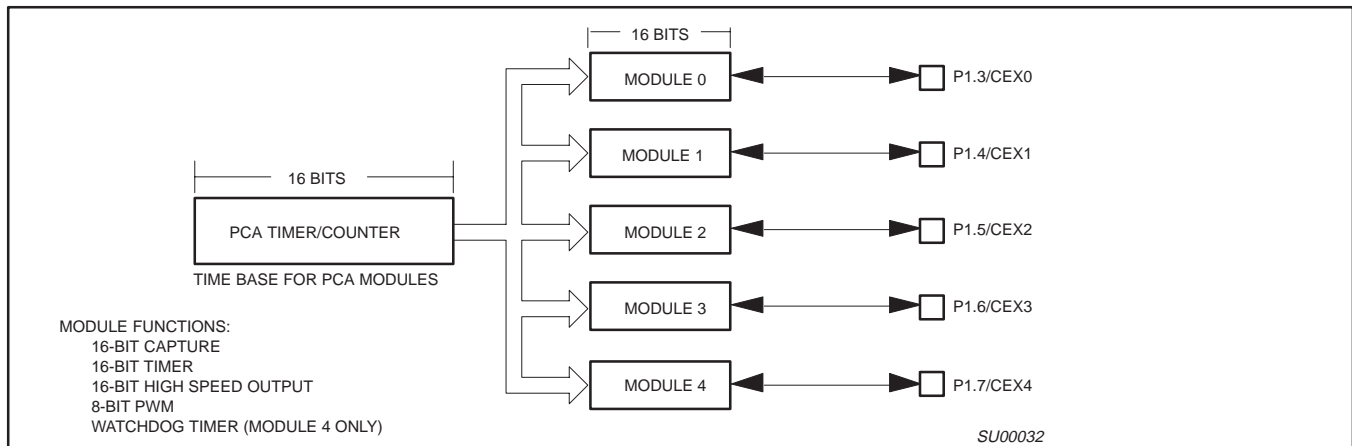 16 BITS
16 BITS
MODULE 0
P1.3/CEX0
MODULE 1
P1.4/CEX1
16 BITS
PCA TIMER/COUNTER
MODULE 2
P1.5/CEX2
TIME BASE FOR PCA MODULES
MODULE 3
P1.6/CEX3
MODULE FUNCTIONS:
16-BIT CAPTURE
16-BIT TIMER
16-BIT HIGH SPEED OUTPUT
8-BIT PWM
WATCHDOG TIMER (MODULE 4 ONLY)
MODULE 4
P1.7/CEX4
SU00032